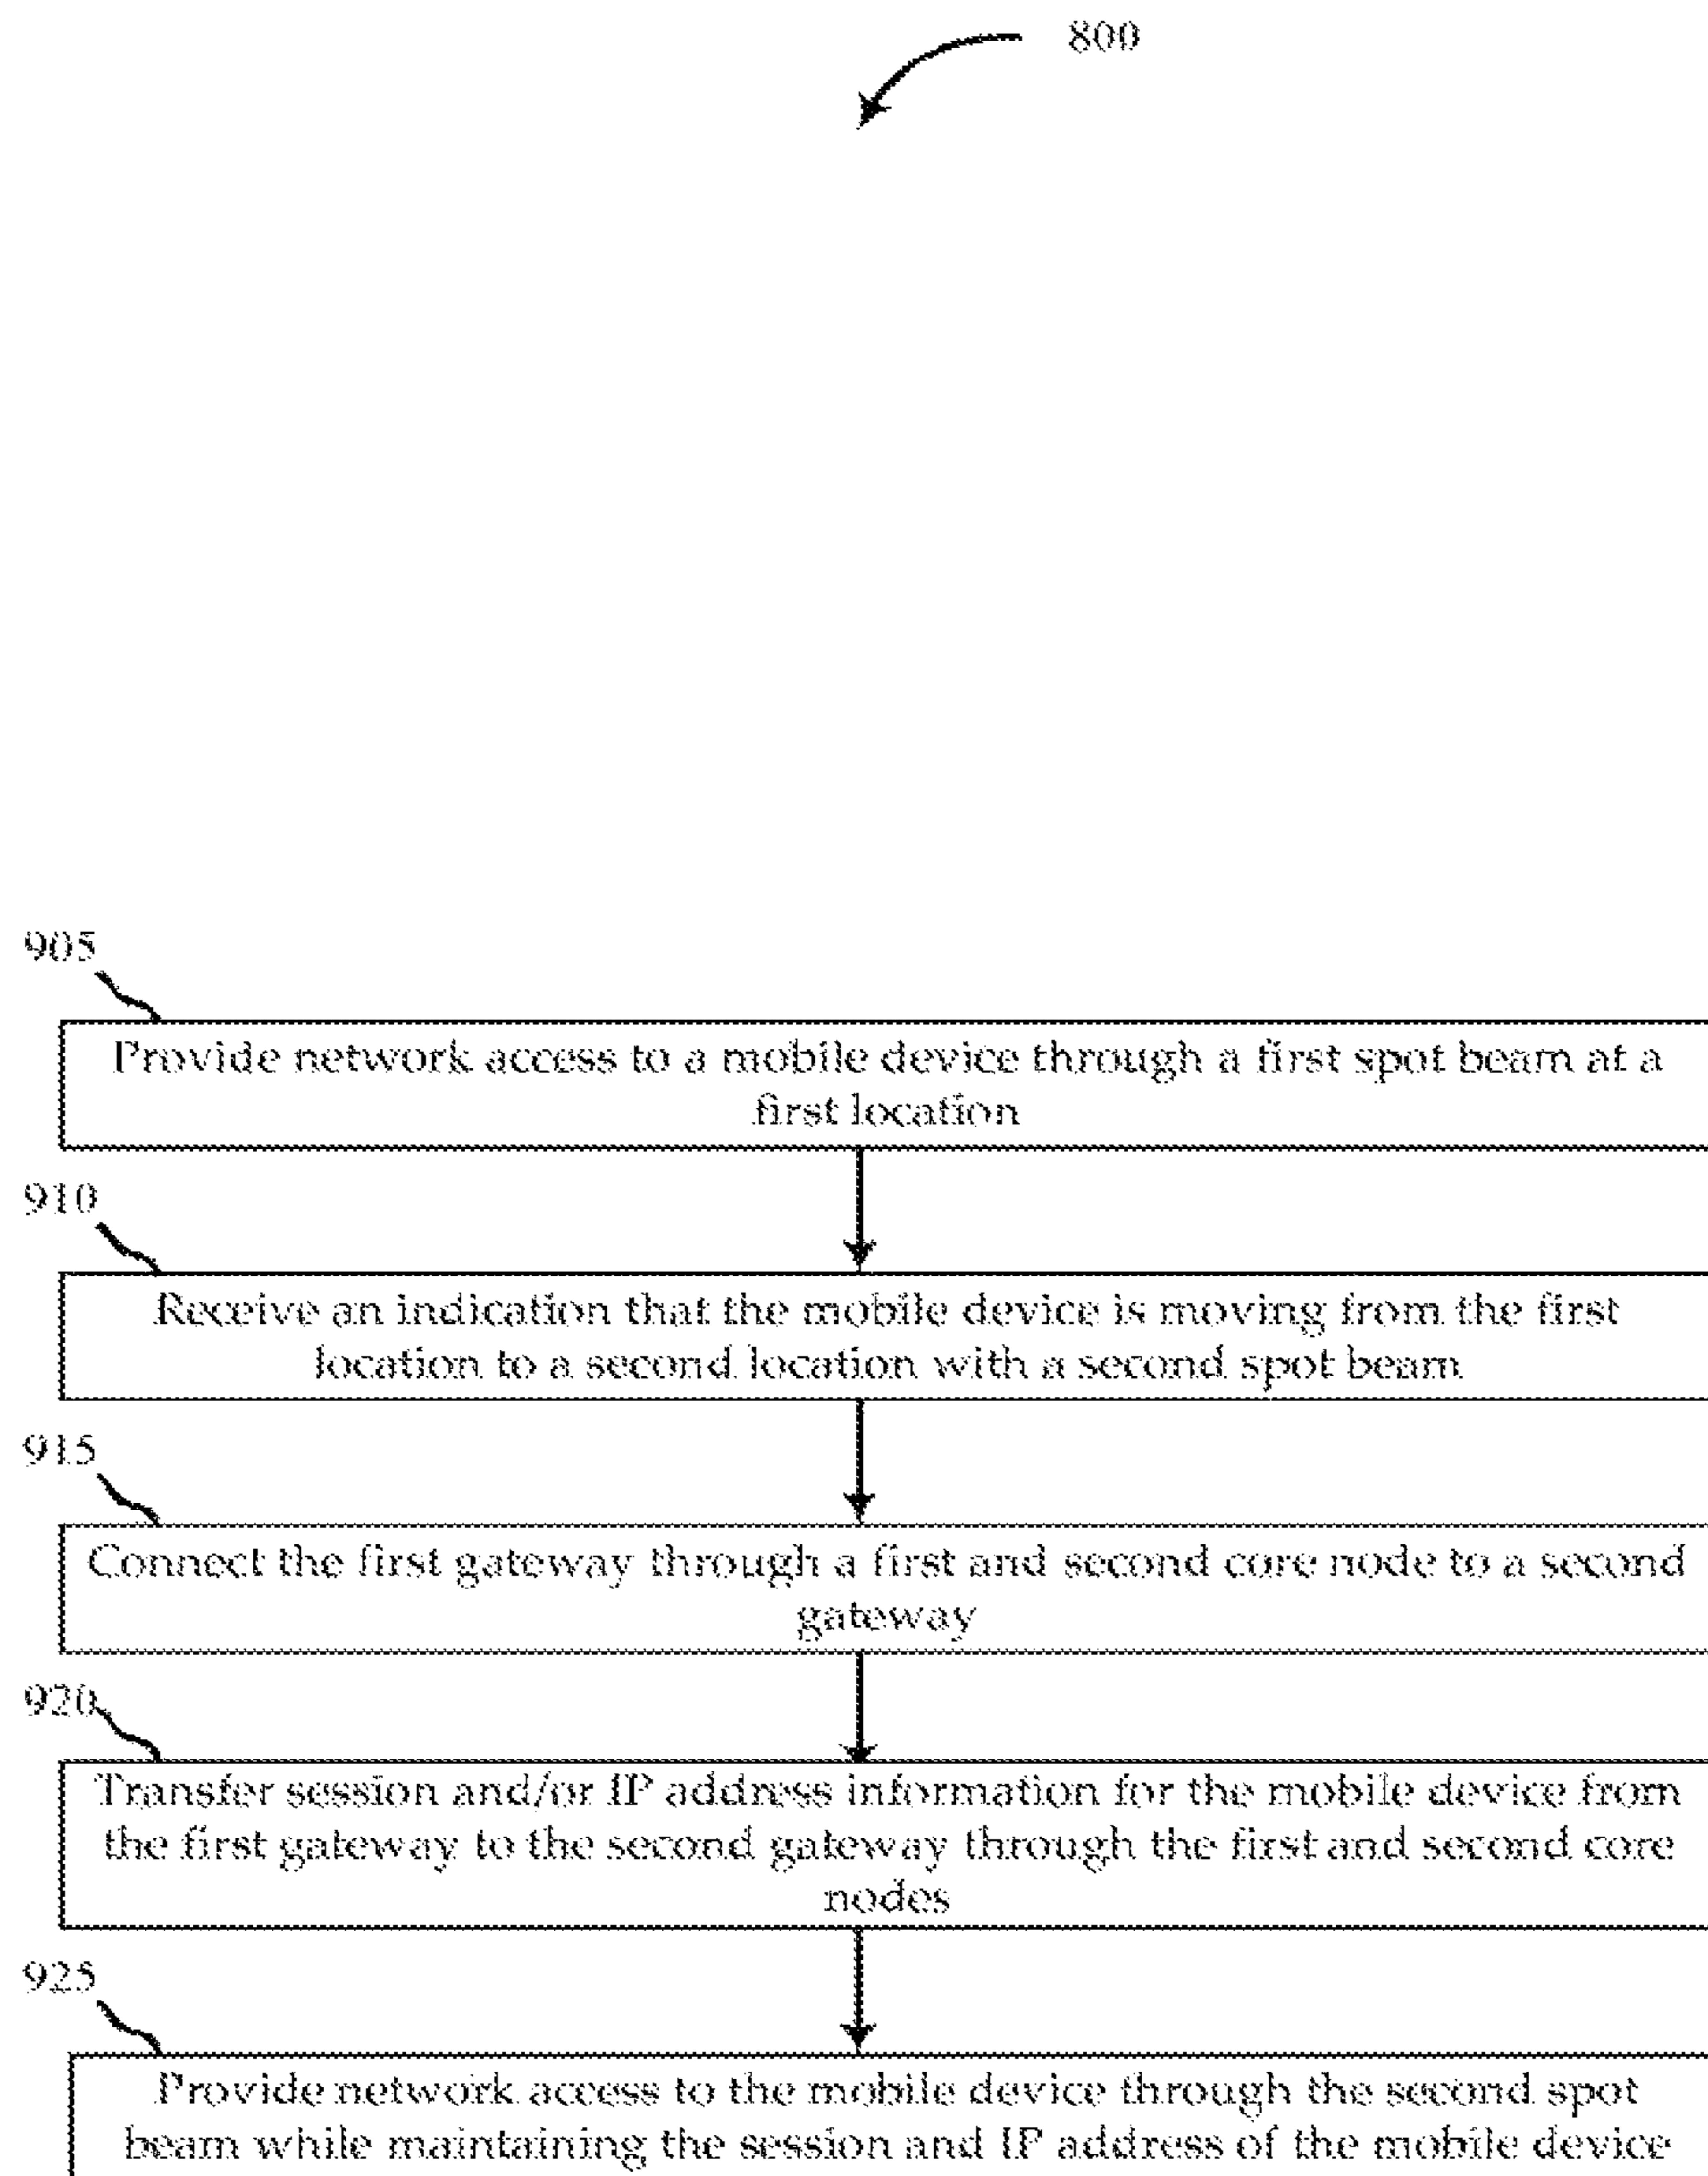 800
905
Provide network access to a mobile device through a first spot beam at a
first location
910
Receive an indication that the mobile device is moving from the first
location to a second location with a second spot beam
915
Connect the first gateway through a first and second core node to a second
gateway
920
Transfer session and/or IP address information for the mobile device from
the first gateway to the second gateway through the first and second core
nodes
925
Provide network access to the mobile device through the second spot
beam while maintaining the session and IP address of the mobile device